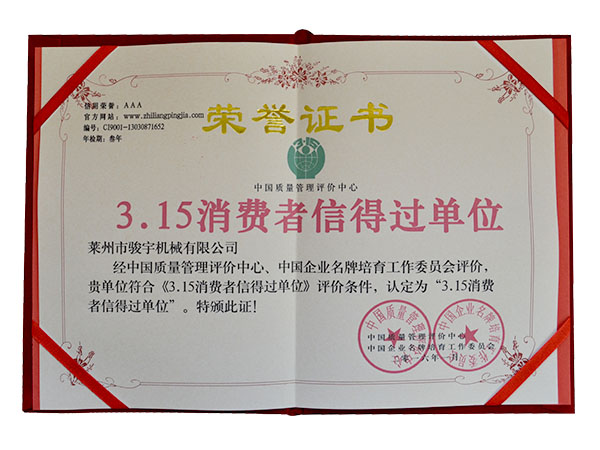 荣誉证书
AAA
官方网站：www.zhiliangpingjia.com
编号：CJ9001-13030871652
年检期：叁年
中国质量管理评价中心
3.15消费者信得过单位
莱州市骏宇机械有限公司
经中国质量管理评价中心、中国企业名牌培育工作委员会评价，
贵单位符合《3.15消费者信得过单位》评价条件，认定为“3.15消费
者信得过单位”。特颁此证！
中国质量管理评价中心
中国企业名牌培育工作委员会
一六年一月